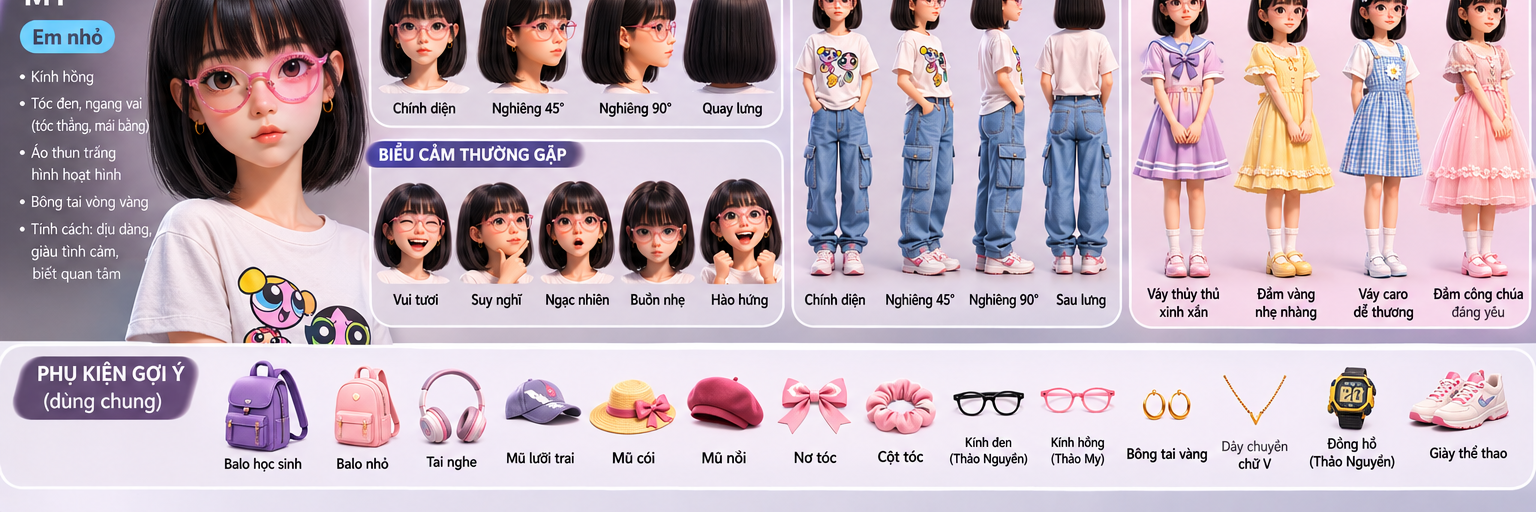 MY
Em nhỏ
• Kính hồng
• Tóc đen, ngang vai
(tóc thẳng, mái bằng)
• Áo thun trắng
hình hoạt hình
• Bông tai vòng vàng
• Tính cách: dịu dàng,
giàu tình cảm,
biết quan tâm
Chính diện
Nghiêng 45°
Nghiêng 90°
Quay lưng
BIỂU CẢM THƯỜNG GẶP
Vui tươi
Suy nghĩ
Ngạc nhiên
Buồn nhẹ
Hào hứng
Chính diện
Nghiêng 45°
Nghiêng 90°
Sau lưng
Váy thủy thủ
xinh xắn
Đầm vàng
nhẹ nhàng
Váy caro
dễ thương
Đầm công chúa
đáng yêu
PHỤ KIỆN GỢI Ý
(dùng chung)
Balo học sinh
Balo nhỏ
Tai nghe
Mũ lưỡi trai
Mũ cói
Mũ nồi
Nơ tóc
Cột tóc
Kính đen
(Thảo Nguyên)
Kính hồng
(Thảo My)
Bông tai vàng
Dây chuyền
chữ V
Đồng hồ
(Thảo Nguyên)
Giày thể thao